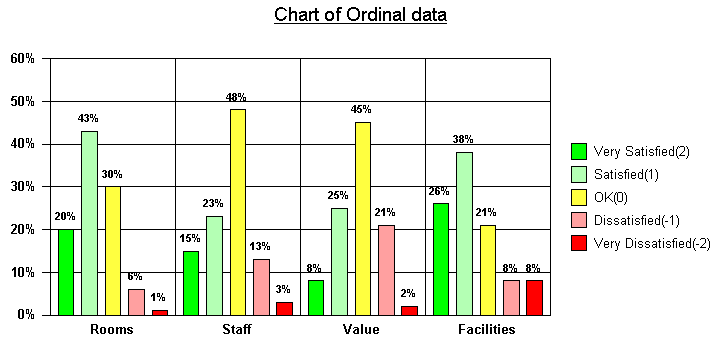 Chart of Ordinal data
60%
50%
40%
30%
20%
10%
0%
20%
43%
30%
6%
1%
15%
23%
48%
13%
3%
8%
25%
45%
21%
2%
26%
38%
21%
8%
8%
Rooms
Staff
Value
Facilities
Very Satisfied(2)
Satisfied(1)
OK(0)
Dissatisfied(-1)
Very Dissatisfied(-2)